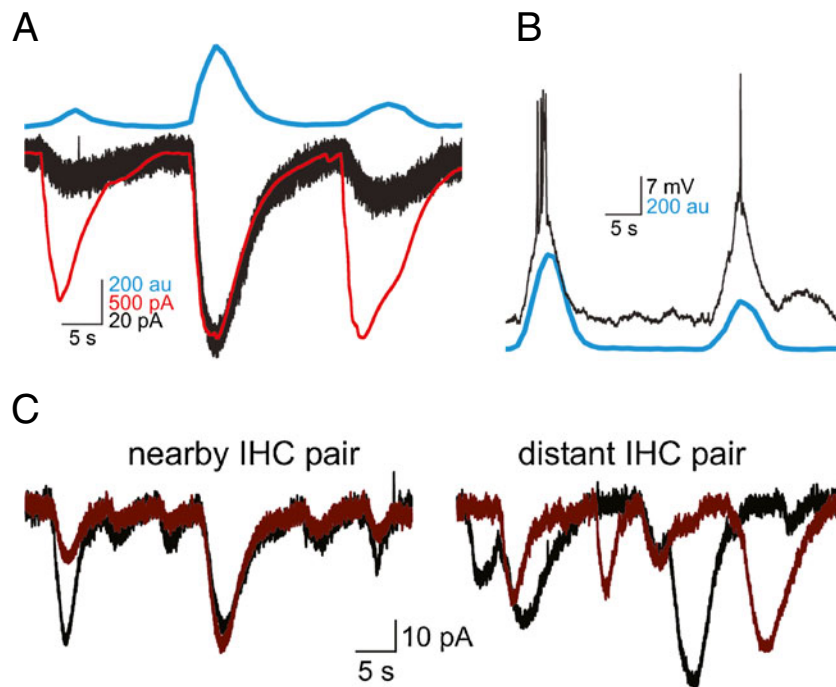 A
B
7 mV
200 au
5 s
200 au
500 pA
20 pA
5 s
C
nearby IHC pair
distant IHC pair
10 pA
5 s